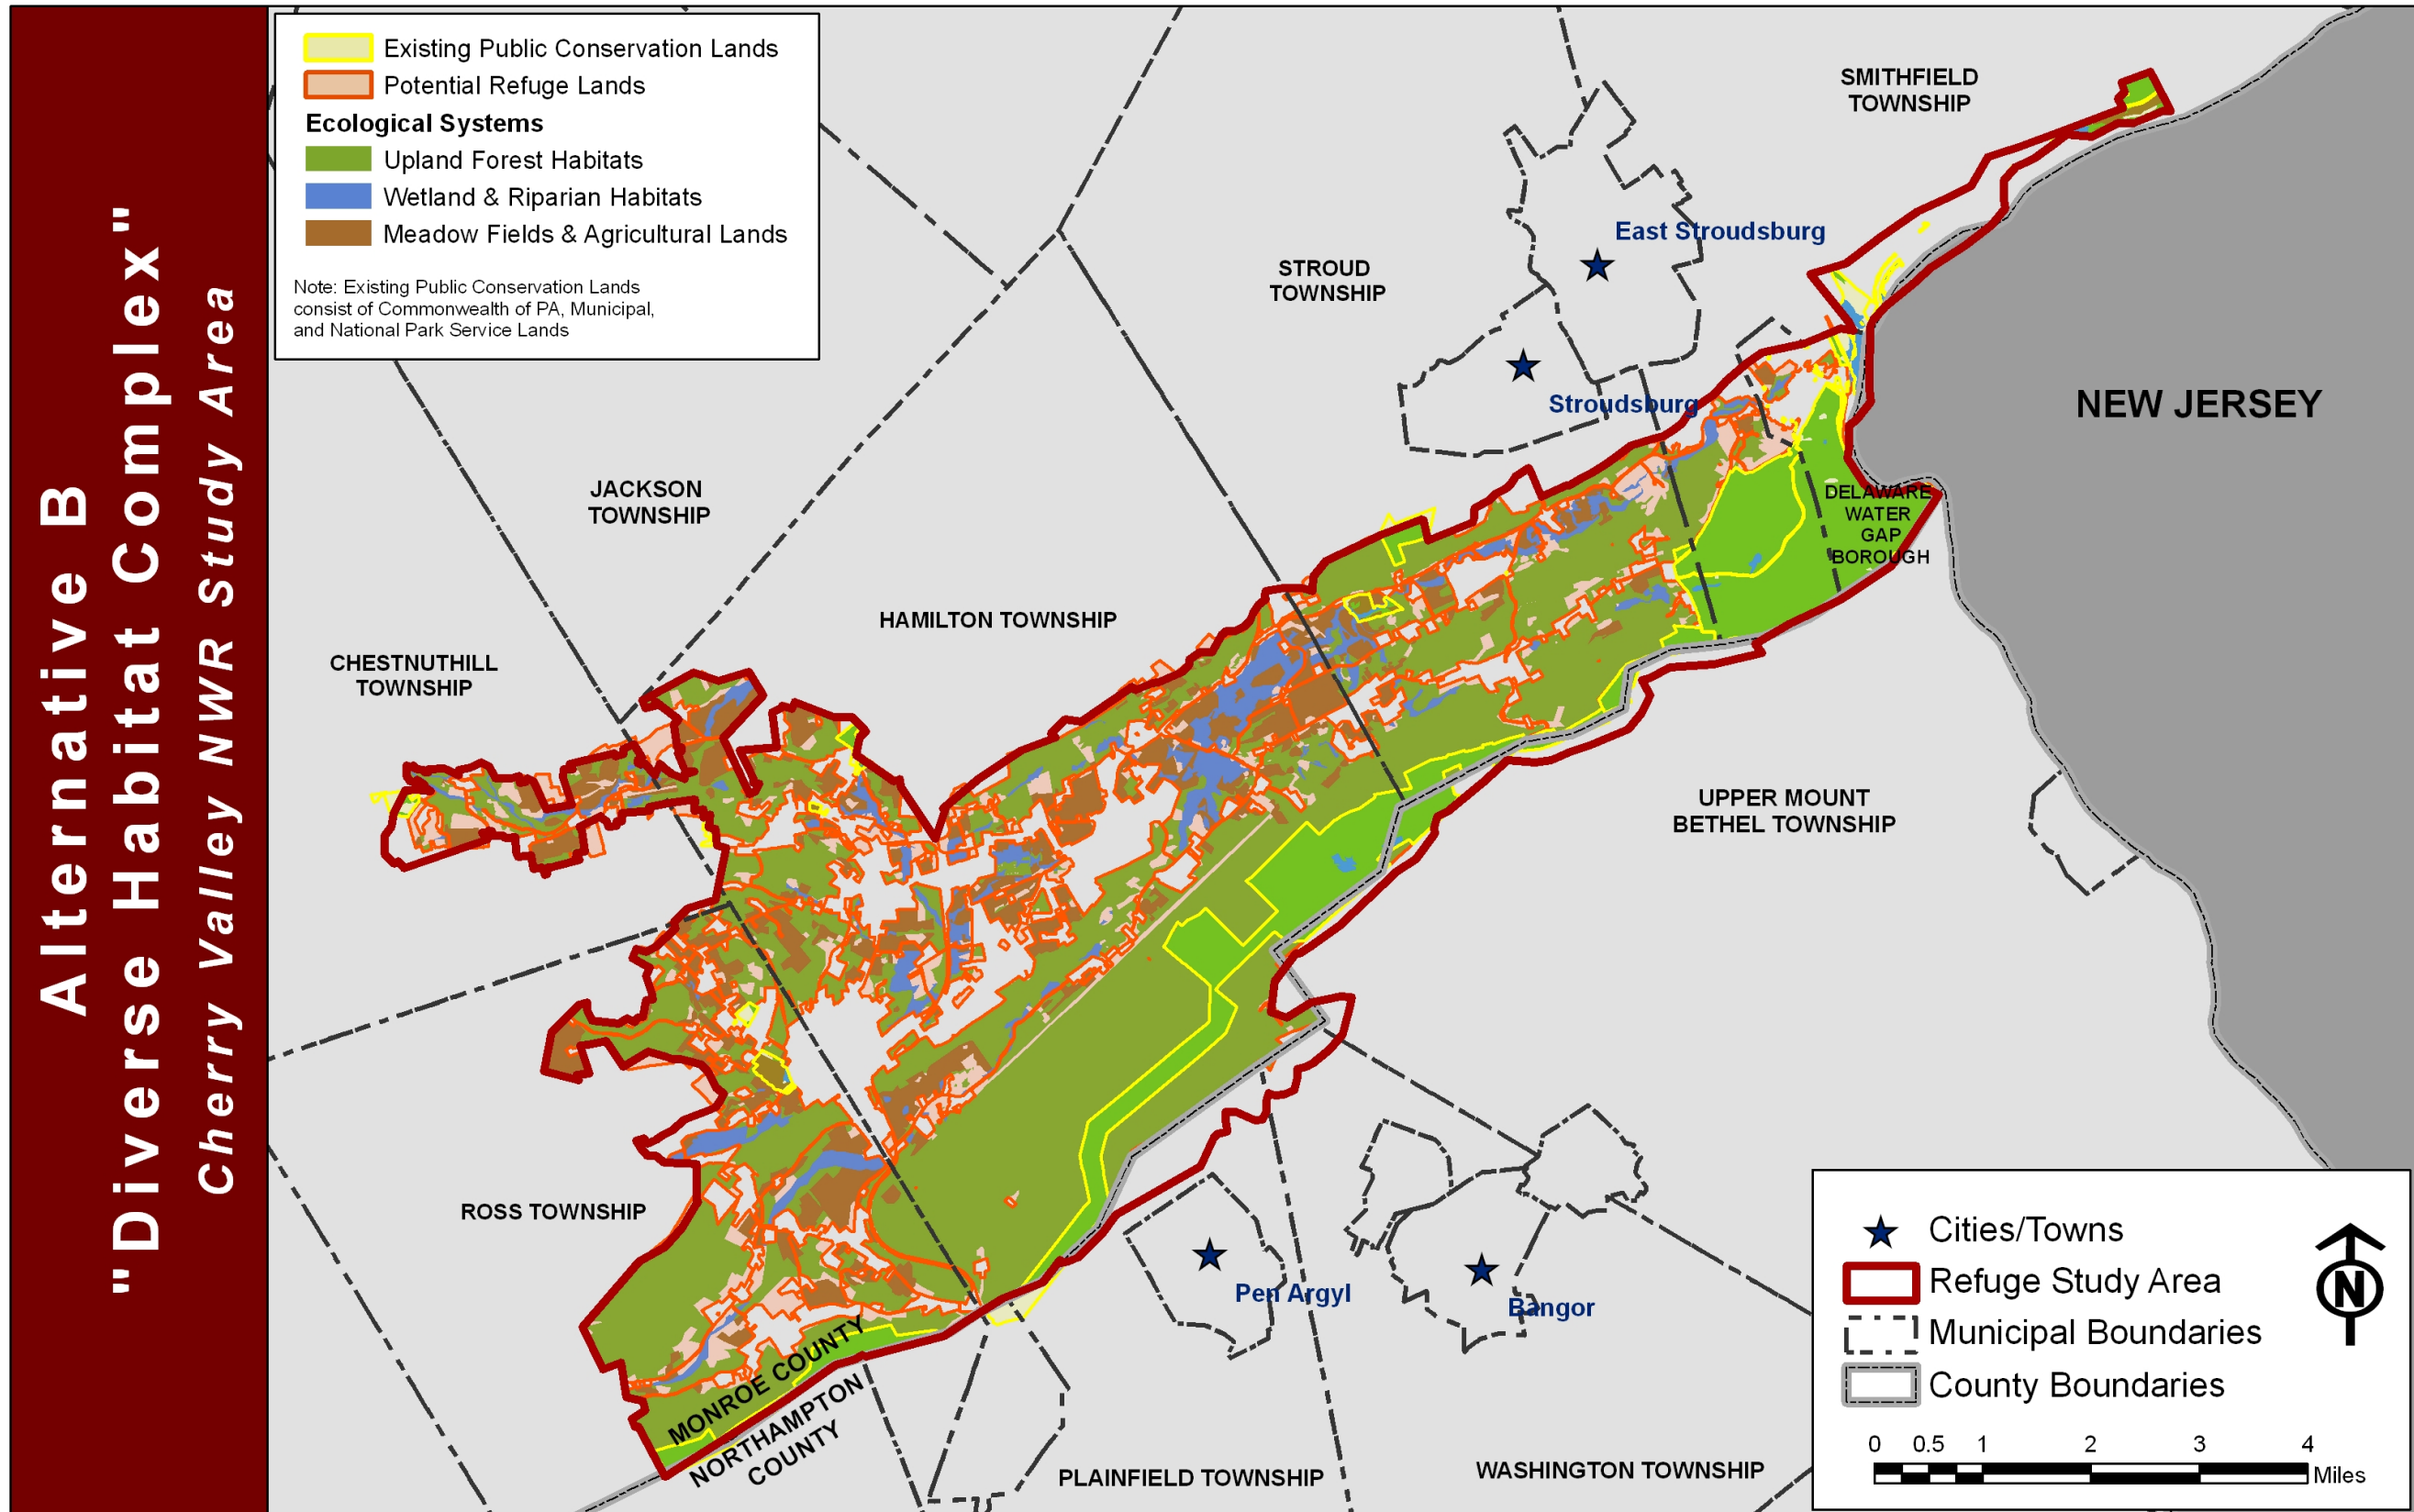 Alternative B
"Diverse Habitat Complex"
Cherry Valley NWR Study Area
Existing Public Conservation Lands
Potential Refuge Lands
Ecological Systems
Upland Forest Habitats
Wetland & Riparian Habitats
Meadow Fields & Agricultural Lands
Note: Existing Public Conservation Lands
consist of Commonwealth of PA, Municipal,
and National Park Service Lands
SMITHFIELD
TOWNSHIP
East Stroudsburg
STROUD
TOWNSHIP
Stroudsburg
NEW JERSEY
JACKSON
TOWNSHIP
DELAWARE
WATER
GAP
BOROUGH
HAMILTON TOWNSHIP
CHESTNUTHILL
TOWNSHIP
UPPER MOUNT
BETHEL TOWNSHIP
ROSS TOWNSHIP
Pen Argyl
Bangor
MONROE COUNTY
NORTHAMPTON
COUNTY
PLAINFIELD TOWNSHIP
WASHINGTON TOWNSHIP
Cities/Towns
Refuge Study Area
Municipal Boundaries
County Boundaries
N
0 0.5 1 2 3 4
Miles